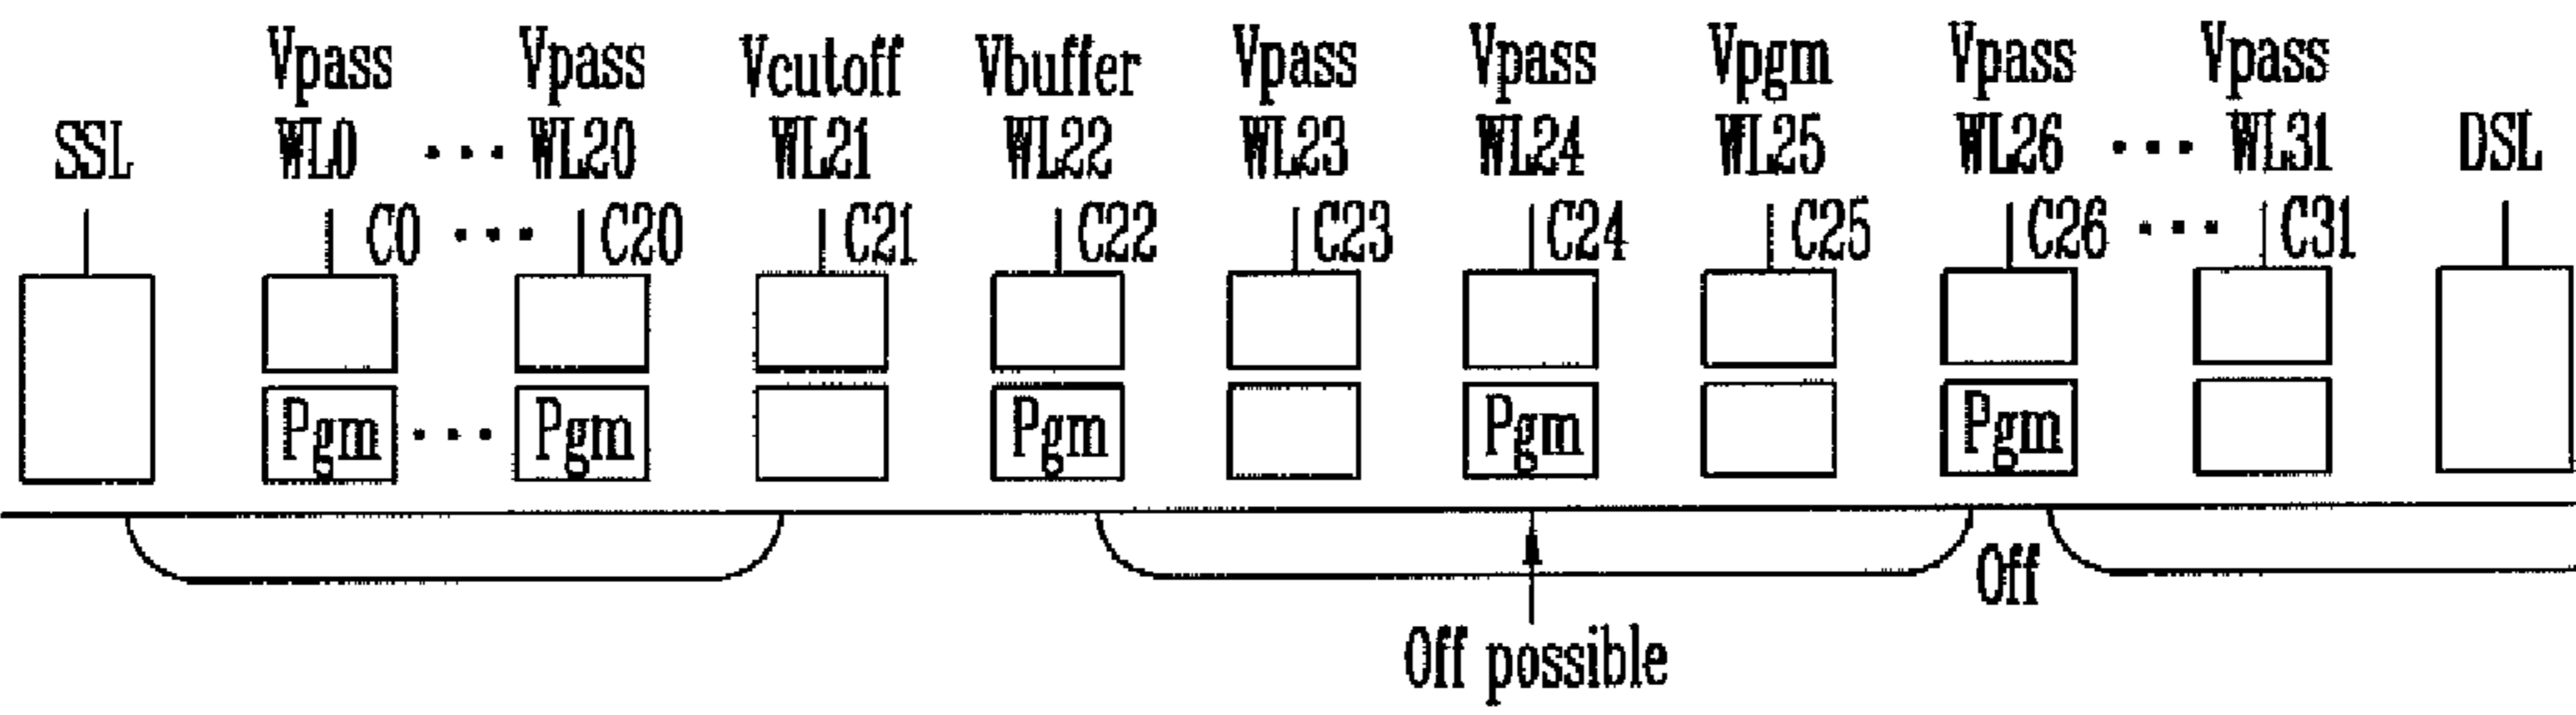 Vpass Vpass Vcutoff Vbuffer Vpass Vpass Vpgm Vpass Vpass
SSL WL0 ... WL20 WL21 WL22 WL23 WL24 WL25 WL26 ... WL31 DSL
C0 ... C20 C21 C22 C23 C24 C25 C26 ... C31
Pgm ... Pgm Pgm Pgm Pgm
Off
Off possible